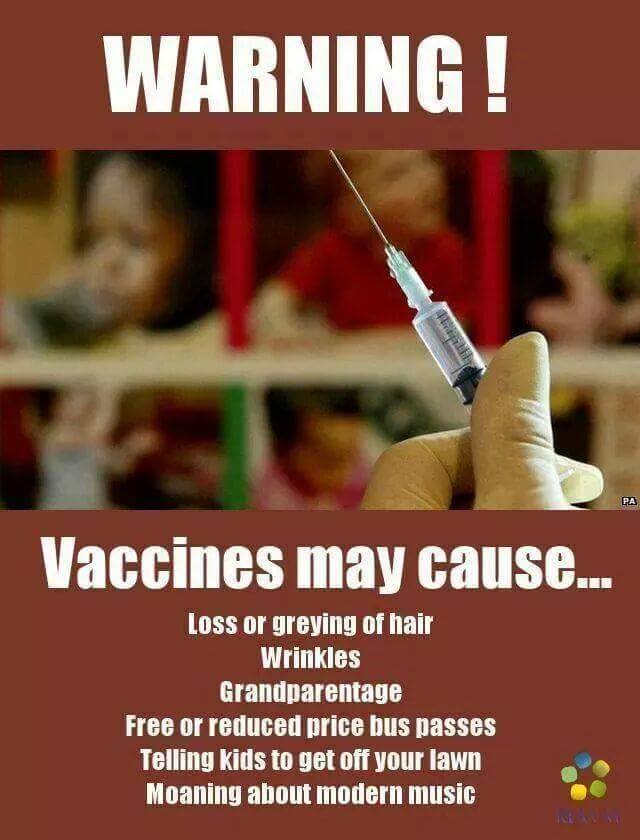 WARNING !
PA
Vaccines may cause...
Loss or greying of hair
Wrinkles
Grandparentage
Free or reduced price bus passes
Telling kids to get off your lawn
Moaning about modern music